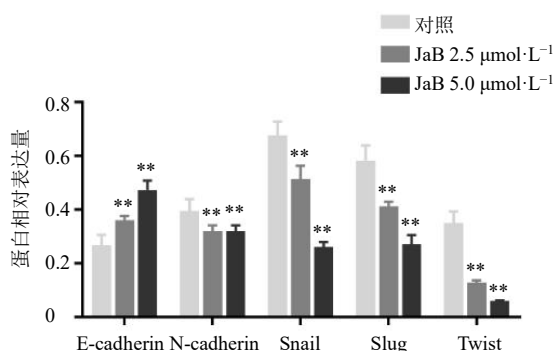 对照
JaB 2.5 μmol·L⁻¹
JaB 5.0 μmol·L⁻¹
蛋白相对表达量
0.8
0.6
0.4
0.2
0
** ** ** ** ** ** ** ** ** **
E-cadherin N-cadherin Snail Slug Twist